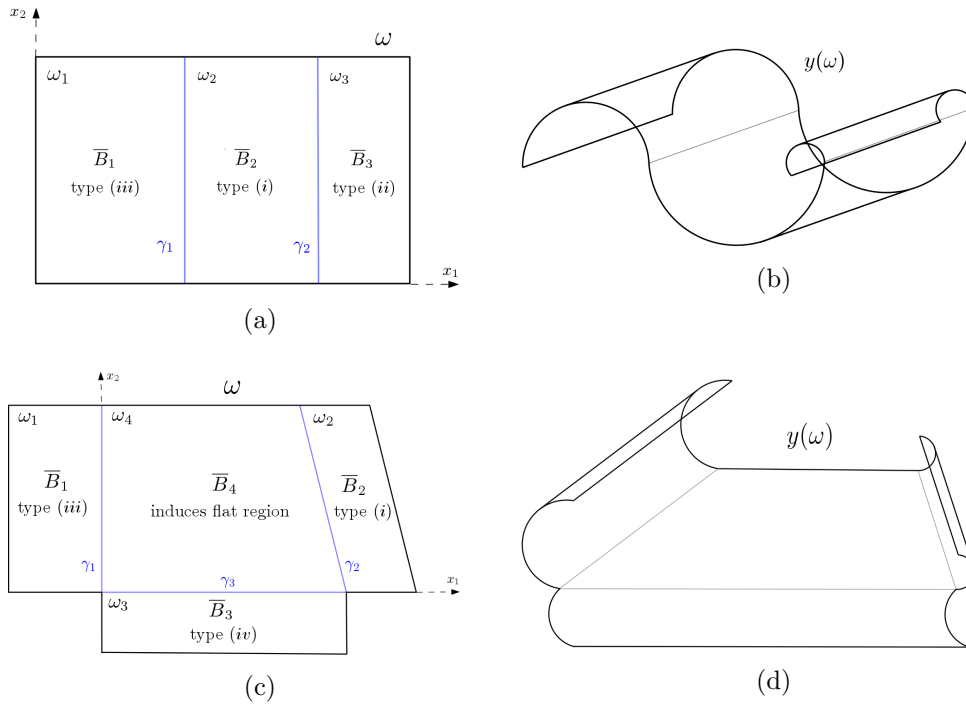 x₂
ω
ω₁ ω₂ ω₃
B̅₁ B̅₂ B̅₃
type (iii) type (i) type (ii)
γ₁ γ₂
x₁
(a)
y(ω)
(b)
x₂
ω
ω₁ ω₄ ω₂
B̅₁ B̅₄ B̅₂
type (iii) induces flat region type (i)
γ₁ γ₃ γ₂
x₁
ω₃ B̅₃
type (iv)
(c)
y(ω)
(d)